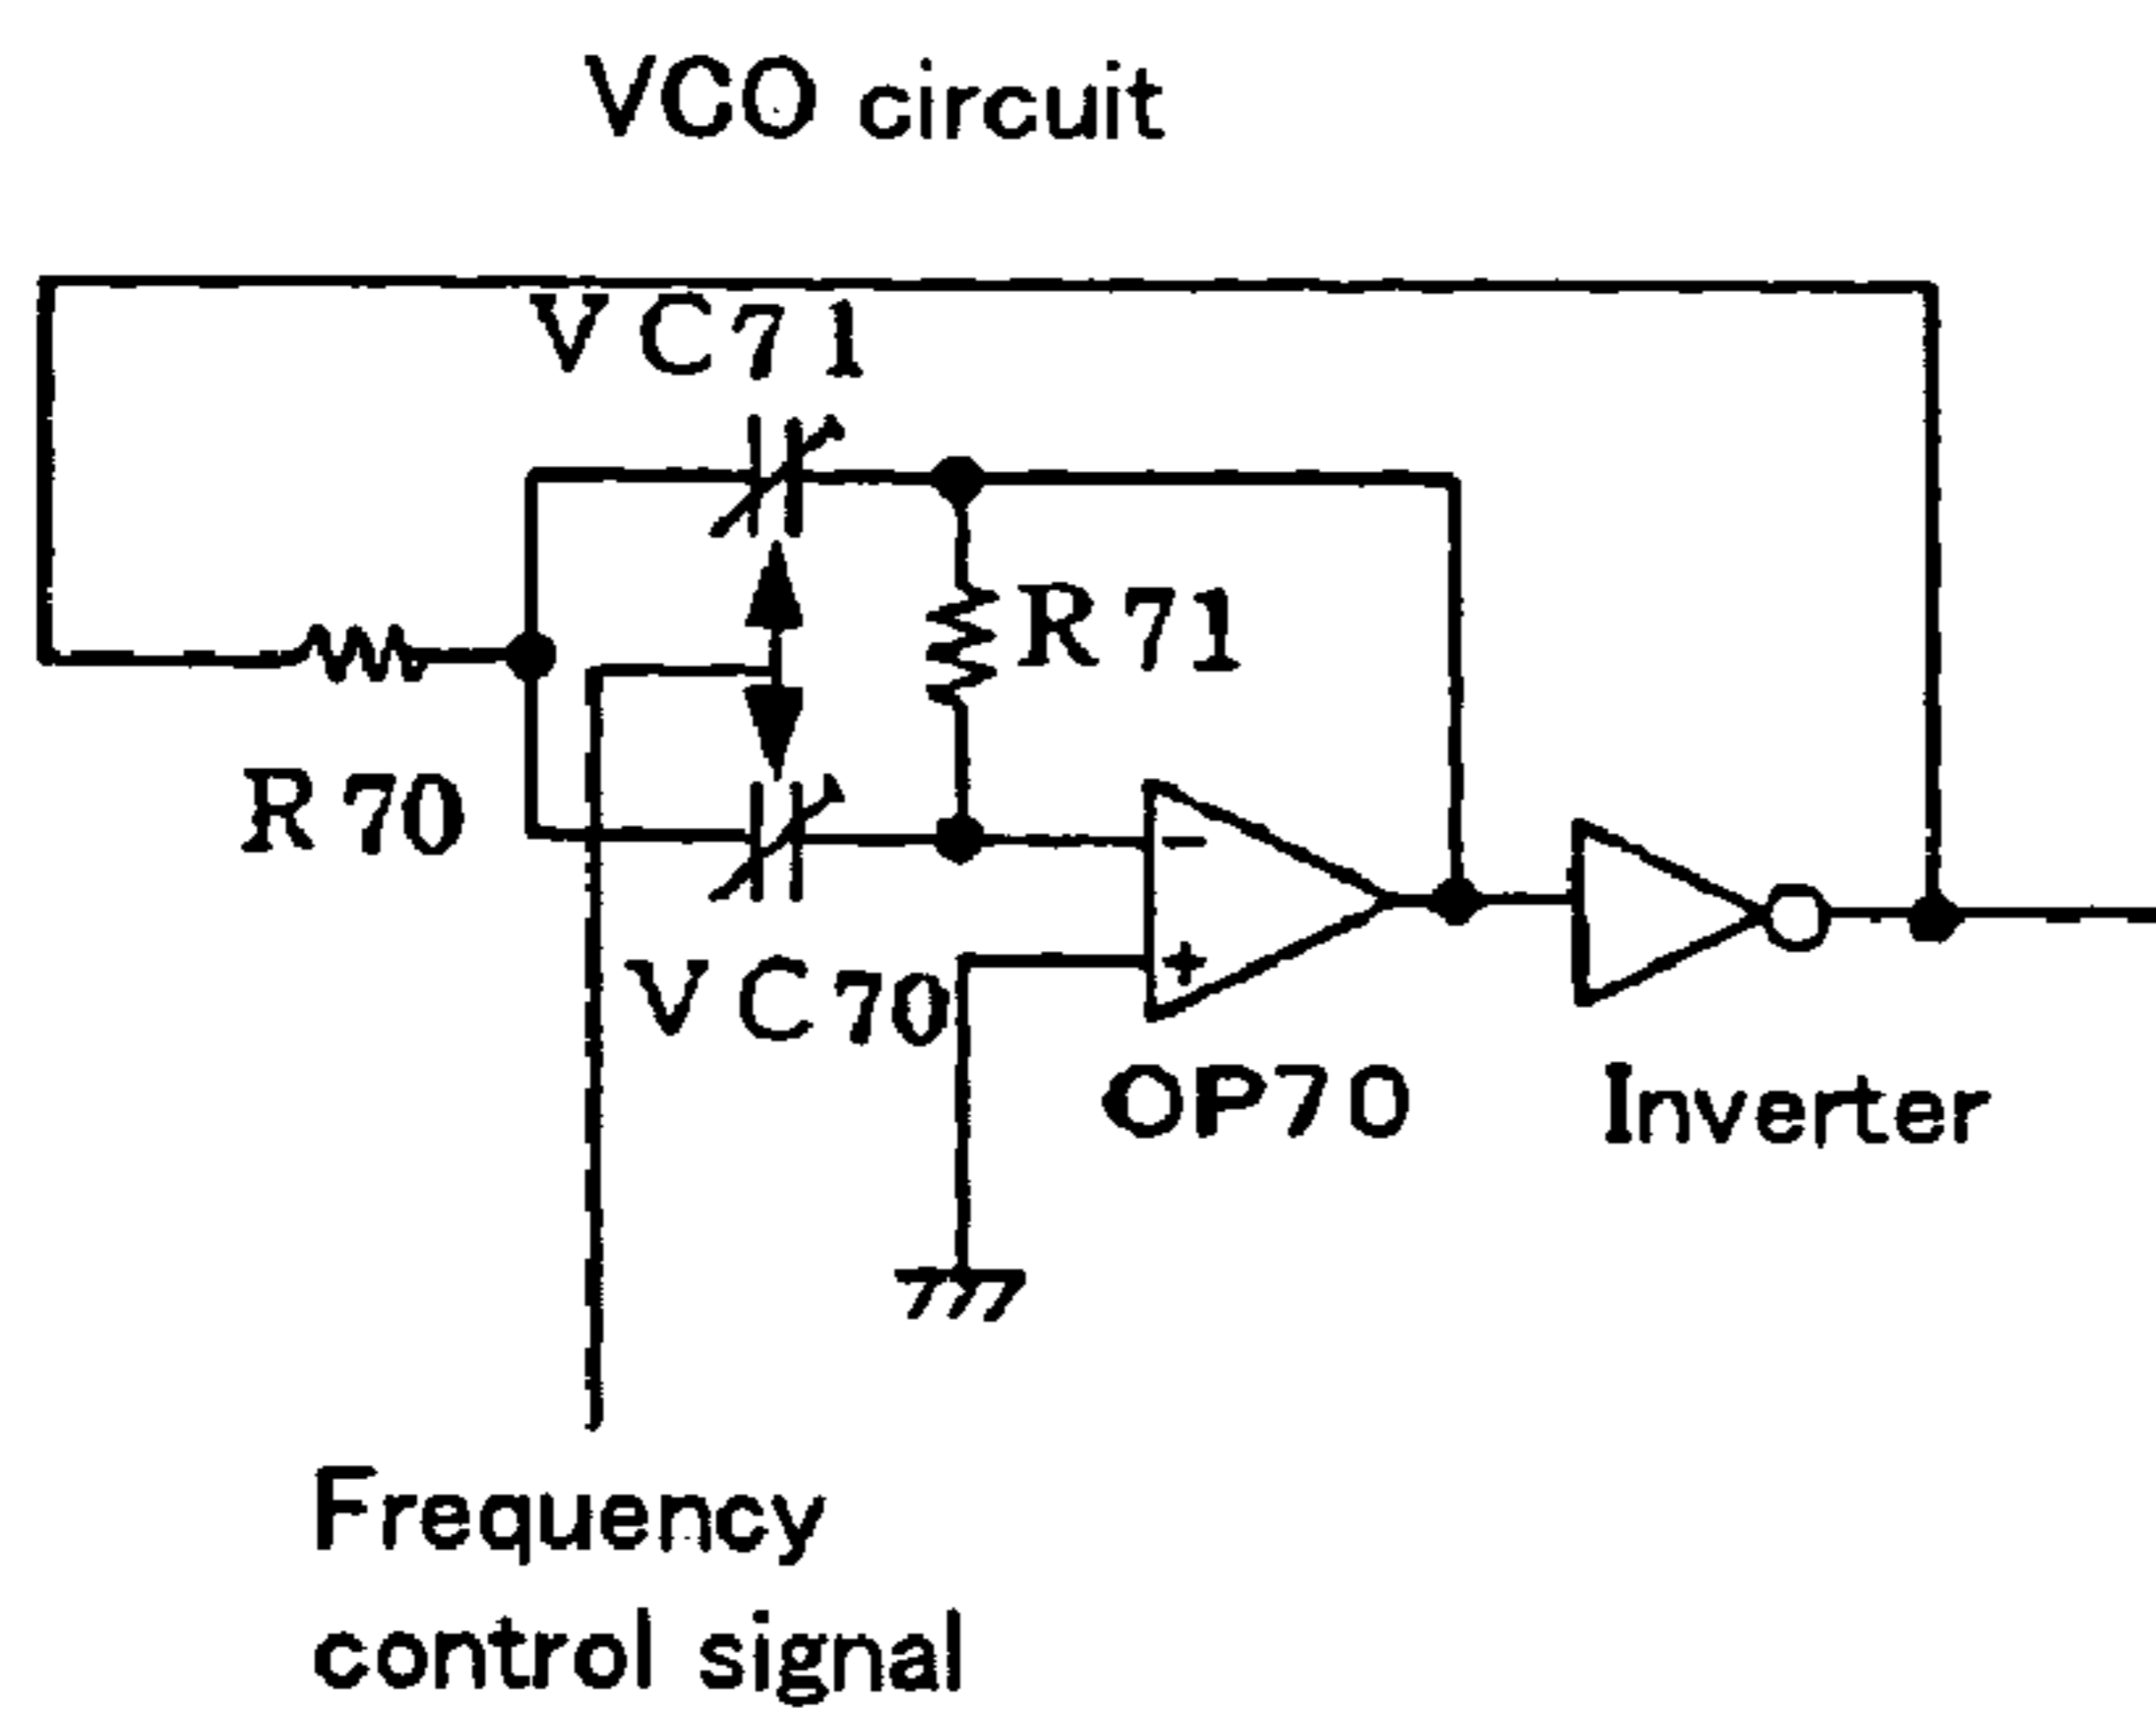 VCO circuit
VC71
R71
R70
−
+
VC70
OP70
Inverter
Frequency
control signal